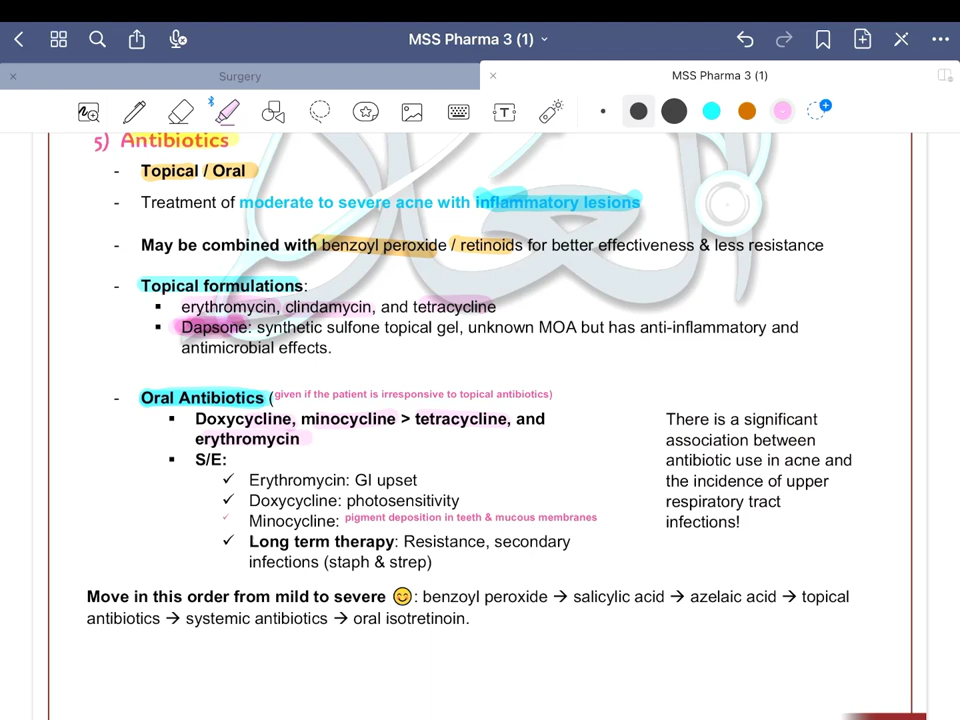 MSS Pharma 3 (1)
Surgery
MSS Pharma 3 (1)
5) Antibiotics
- Topical / Oral
- Treatment of moderate to severe acne with inflammatory lesions
- May be combined with benzoyl peroxide / retinoids for better effectiveness & less resistance
- Topical formulations:
▪ erythromycin, clindamycin, and tetracycline
▪ Dapsone: synthetic sulfone topical gel, unknown MOA but has anti-inflammatory and
antimicrobial effects.
- Oral Antibiotics (given if the patient is irresponsive to topical antibiotics)
▪ Doxycycline, minocycline > tetracycline, and
erythromycin
▪ S/E:
✓ Erythromycin: GI upset
✓ Doxycycline: photosensitivity
✓ Minocycline: pigment deposition in teeth & mucous membranes
✓ Long term therapy: Resistance, secondary
infections (staph & strep)
There is a significant
association between
antibiotic use in acne and
the incidence of upper
respiratory tract
infections!
Move in this order from mild to severe 😊: benzoyl peroxide → salicylic acid → azelaic acid → topical
antibiotics → systemic antibiotics → oral isotretinoin.